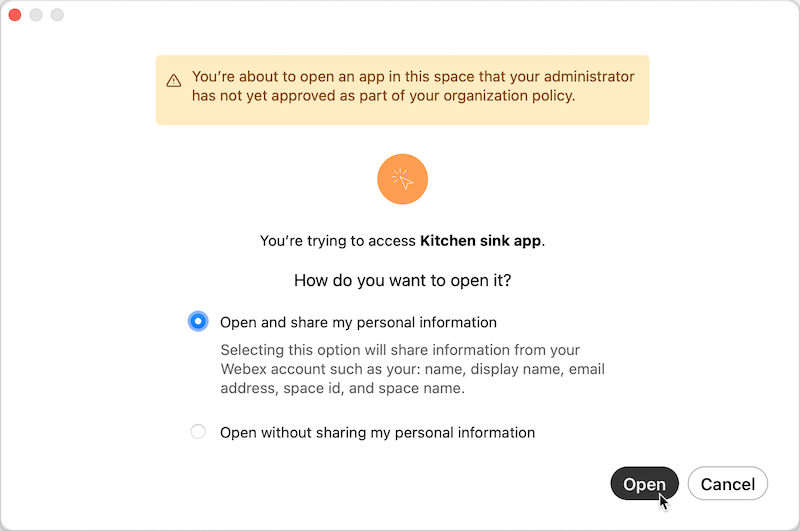 You’re about to open an app in this space that your administrator
has not yet approved as part of your organization policy.
You’re trying to access Kitchen sink app.
How do you want to open it?
Open and share my personal information
Selecting this option will share information from your
Webex account such as your: name, display name, email
address, space id, and space name.
Open without sharing my personal information
Open
Cancel